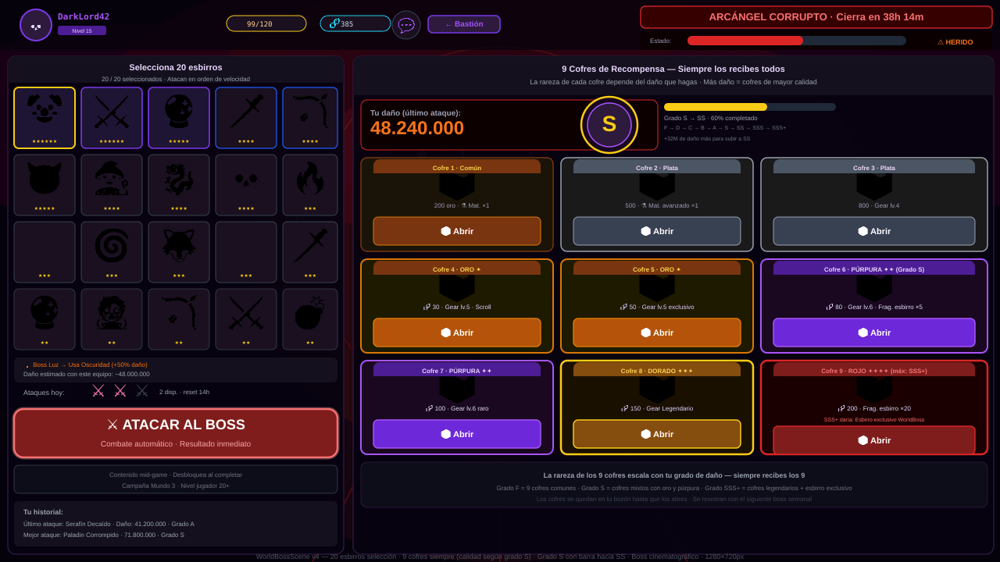 DarkLord42
Nivel 15
99/120
385
← Bastión
ARCÁNGEL CORRUPTO · Cierra en 38h 14m
Estado:
⚠ HERIDO
Selecciona 20 esbirros
20 / 20 seleccionados · Atacan en orden de velocidad
★★★★★★
★★★★★★
★★★★★
★★★★
★★★★
★★★★★
★★★★
★★★★
★★★★
★★★
★★★
★★★
★★★
★★★
★★★
★★
★★
★★
★★
★★
Boss Luz → Usa Oscuridad (+50% daño)
Daño estimado con este equipo: ~48.000.000
Ataques hoy:
2 disp. · reset 14h
⚔ ATACAR AL BOSS
Combate automático · Resultado inmediato
Contenido mid-game · Desbloquea al completar
Campaña Mundo 3 · Nivel jugador 20+
Tu historial:
Último ataque: Serafín Decaído · Daño: 41.200.000 · Grado A
Mejor ataque: Paladin Corrompido · 71.800.000 · Grado S
9 Cofres de Recompensa — Siempre los recibes todos
La rareza de cada cofre depende del daño que hagas · Más daño = cofres de mayor calidad
Tu daño (último ataque):
48.240.000
S
Grado S → SS · 60% completado
F → D → C → B → A → S → SS → SSS → SSS+
+32M de daño más para subir a SS
Cofre 1 · Común
200 oro · ⚗ Mat. ×1
Abrir
Cofre 2 · Plata
500 · ⚗ Mat. avanzado ×1
Abrir
Cofre 3 · Plata
800 · Gear lv.4
Abrir
Cofre 4 · ORO ✦
30 · Gear lv.5 · Scroll
Abrir
Cofre 5 · ORO ✦
50 · Gear lv.5 exclusivo
Abrir
Cofre 6 · PÚRPURA ✦✦ (Grado S)
80 · Gear lv.6 · Frag. esbirro ×5
Abrir
Cofre 7 · PÚRPURA ✦✦
100 · Gear lv.6 raro
Abrir
Cofre 8 · DORADO ✦✦✦
150 · Gear Legendario
Abrir
Cofre 9 · ROJO ✦✦✦✦ (máx: SSS+)
200 · Frag. esbirro ×20
SSS+ daría: Esbirro exclusivo WorldBoss
Abrir
La rareza de los 9 cofres escala con tu grado de daño — siempre recibes los 9
Grado F = 9 cofres comunes · Grado S = cofres mixtos con oro y púrpura · Grado SSS+ = cofres legendarios + esbirro exclusivo
Los cofres se quedan en tu buzón hasta que los abres · Se resetean con el siguiente boss semanal
WorldBossScene v4 — 20 esbirros selección · 9 cofres siempre (calidad según grado S) · Grado S con barra hacia SS · Boss cinematográfico · 1280×720px